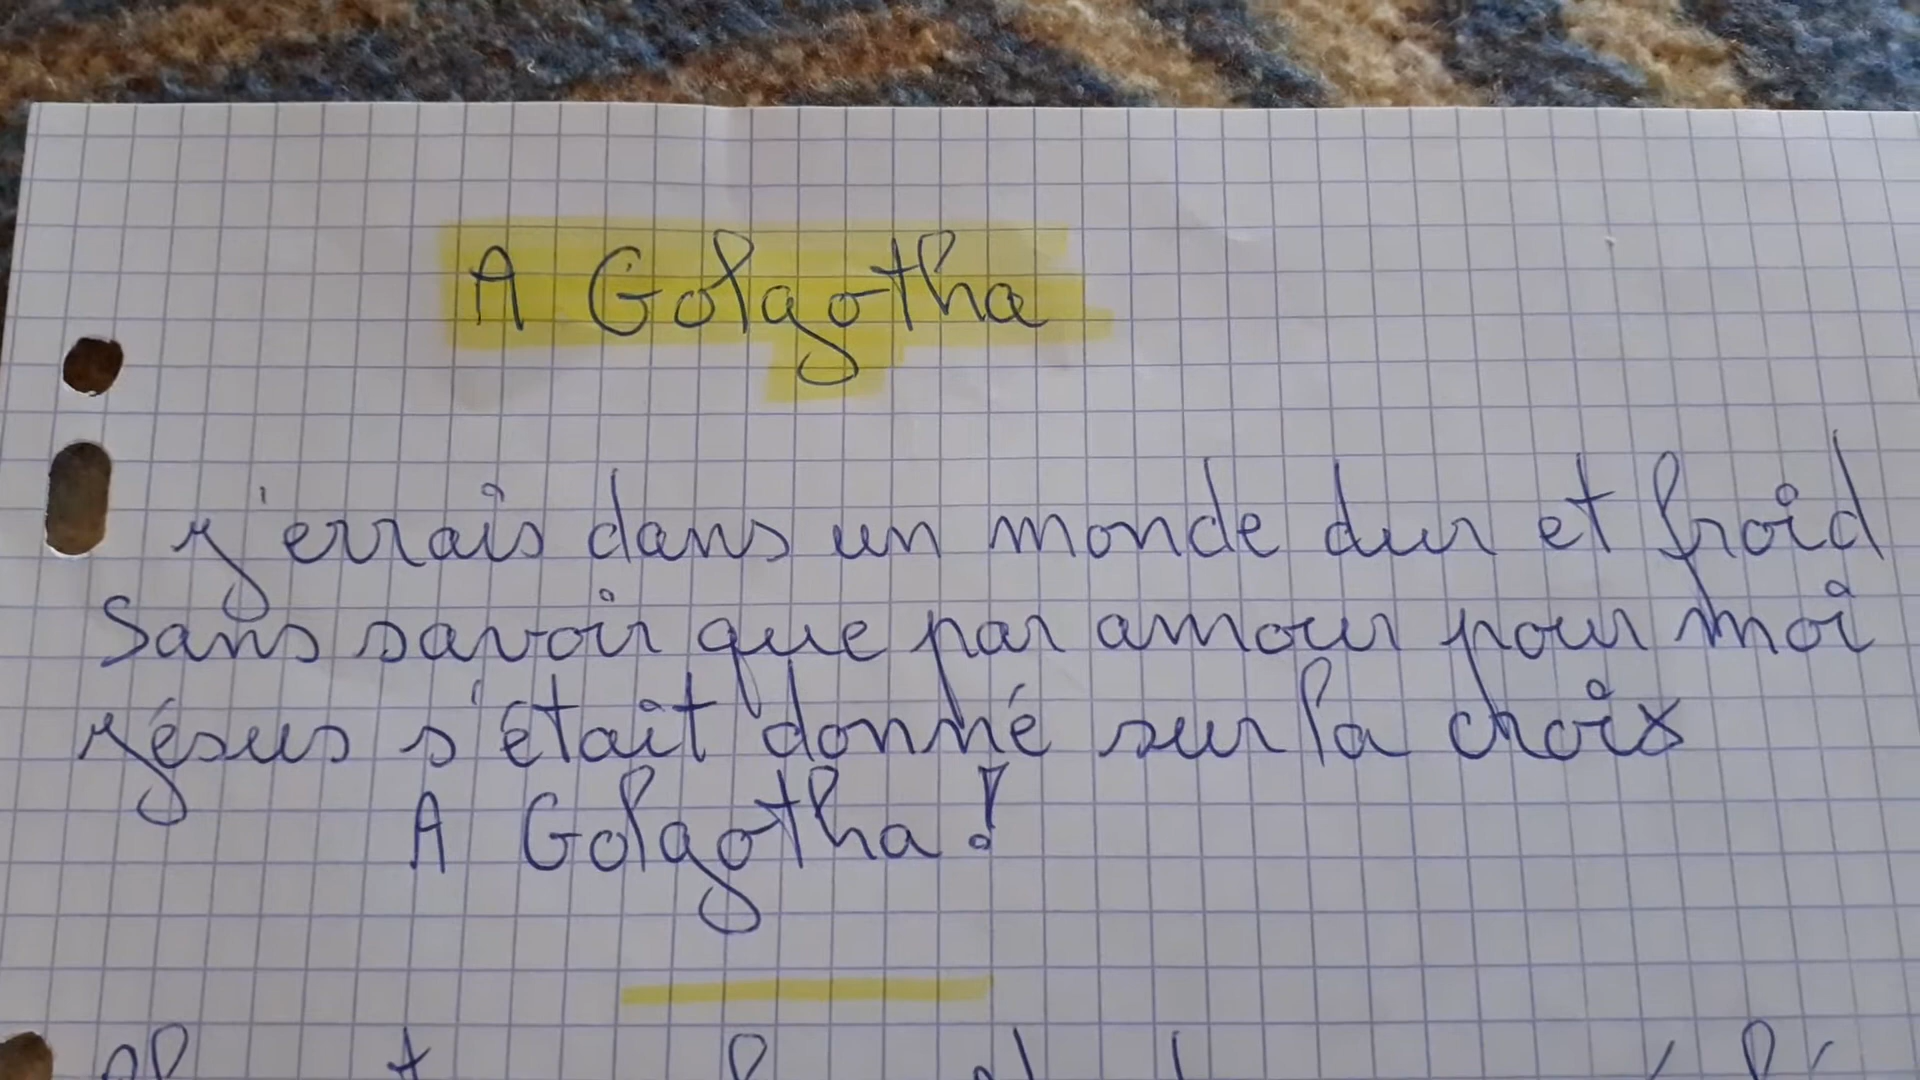 A Golgotha
J'errais dans un monde dur et froid
Sans savoir que par amour pour moi
Jésus s'était donné sur la croix
A Golgotha !